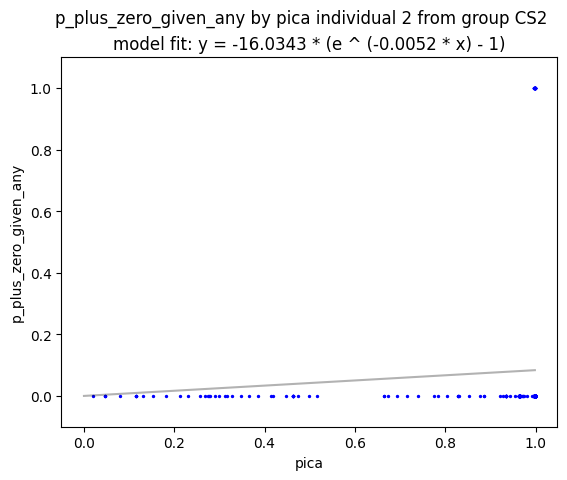 p_plus_zero_given_any by pica individual 2 from group CS2
model fit: y = -16.0343 * (e ^ (-0.0052 * x) - 1)
1.0
0.8
0.6
0.4
0.2
0.0
p_plus_zero_given_any
0.0 0.2 0.4 0.6 0.8 1.0
pica